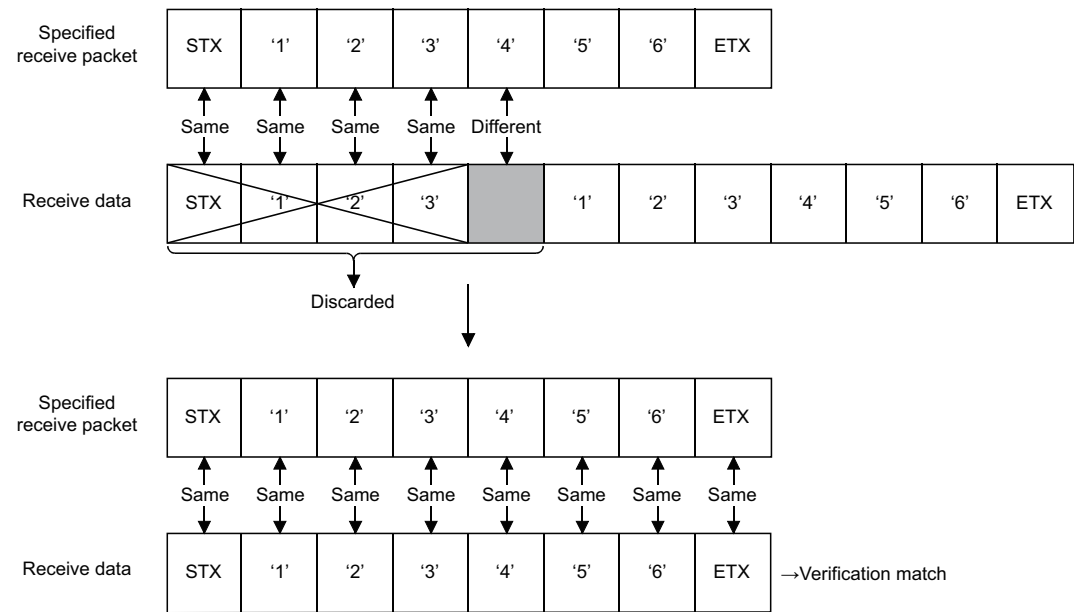 Specified
receive packet
STX ‘1’ ‘2’ ‘3’ ‘4’ ‘5’ ‘6’ ETX
Same Same Same Same Different
Receive data
STX ‘1’ ‘2’ ‘3’ ‘1’ ‘2’ ‘3’ ‘4’ ‘5’ ‘6’ ETX
Discarded
Specified
receive packet
STX ‘1’ ‘2’ ‘3’ ‘4’ ‘5’ ‘6’ ETX
Same Same Same Same Same Same Same Same
Receive data
STX ‘1’ ‘2’ ‘3’ ‘4’ ‘5’ ‘6’ ETX
→Verification match